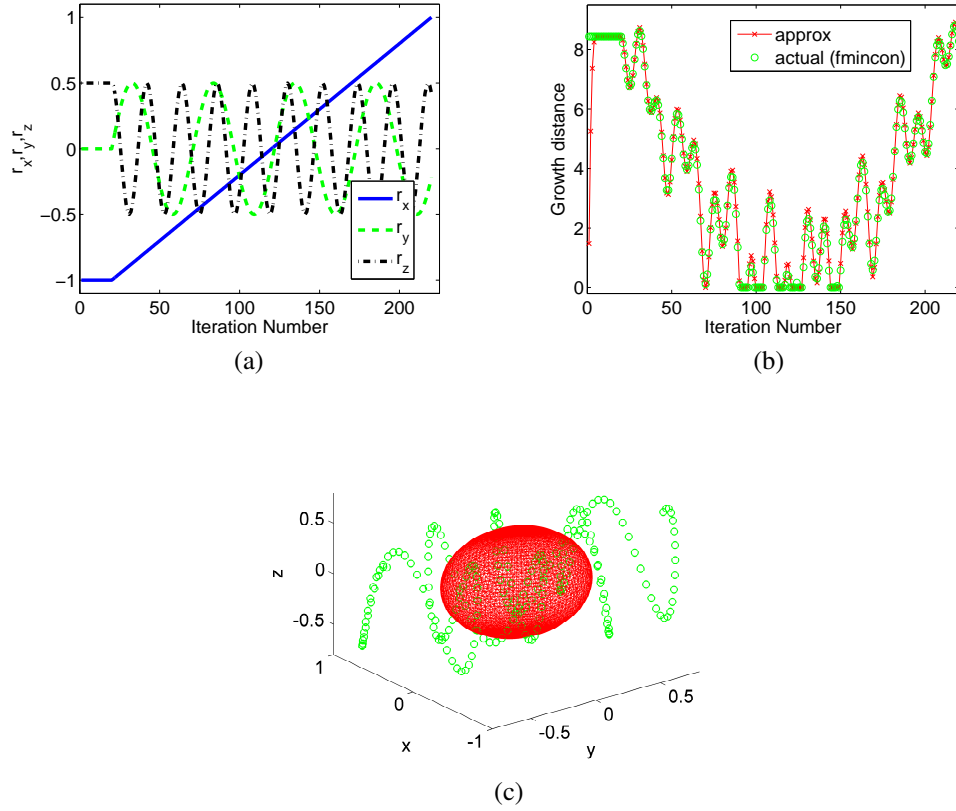 1
0.5
0
−0.5
−1
r_x,r_y,r_z
0 50 100 150 200
Iteration Number
r_x
r_y
r_z
(a)
8
6
4
2
0
Growth distance
50 100 150 200
Iteration Number
approx
actual (fmincon)
(b)
0.5
0
-0.5
z
1
0
-1
x
-0.5
0
0.5
y
(c)